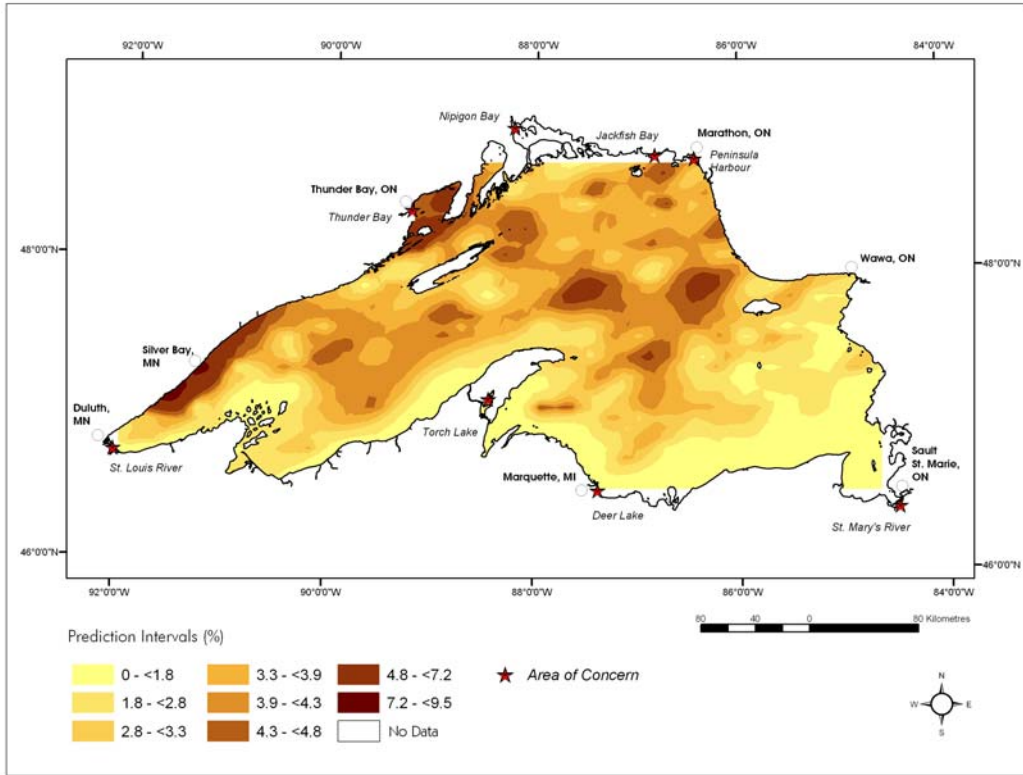 92°0'0"W
90°0'0"W
88°0'0"W
86°0'0"W
84°0'0"W
Nipigon Bay
Jackfish Bay
Marathon, ON
Peninsula
Harbour
Thunder Bay, ON
Thunder Bay
48°0'0"N
48°0'0"N
Wawa, ON
Silver Bay,
MN
Duluth,
MN
St. Louis River
Torch Lake
Marquette, MI
Deer Lake
Sault
St. Marie,
ON
St. Mary's River
46°0'0"N
46°0'0"N
92°0'0"W
90°0'0"W
88°0'0"W
86°0'0"W
84°0'0"W
80 40 0 80 Kilometres
Prediction Intervals (%)
0 - <1.8
1.8 - <2.8
2.8 - <3.3
3.3 - <3.9
3.9 - <4.3
4.3 - <4.8
4.8 - <7.2
7.2 - <9.5
No Data
Area of Concern
N
W E
S